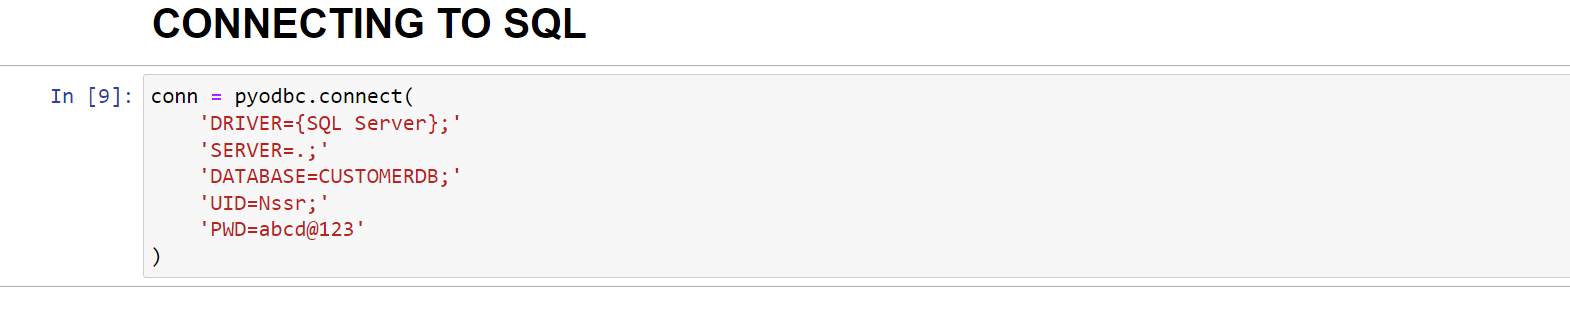 CONNECTING TO SQL
In [9]: conn = pyodbc.connect(
'DRIVER={SQL Server};'
'SERVER=.;'
'DATABASE=CUSTOMERDB;'
'UID=Nssr;'
'PWD=abcd@123'
)